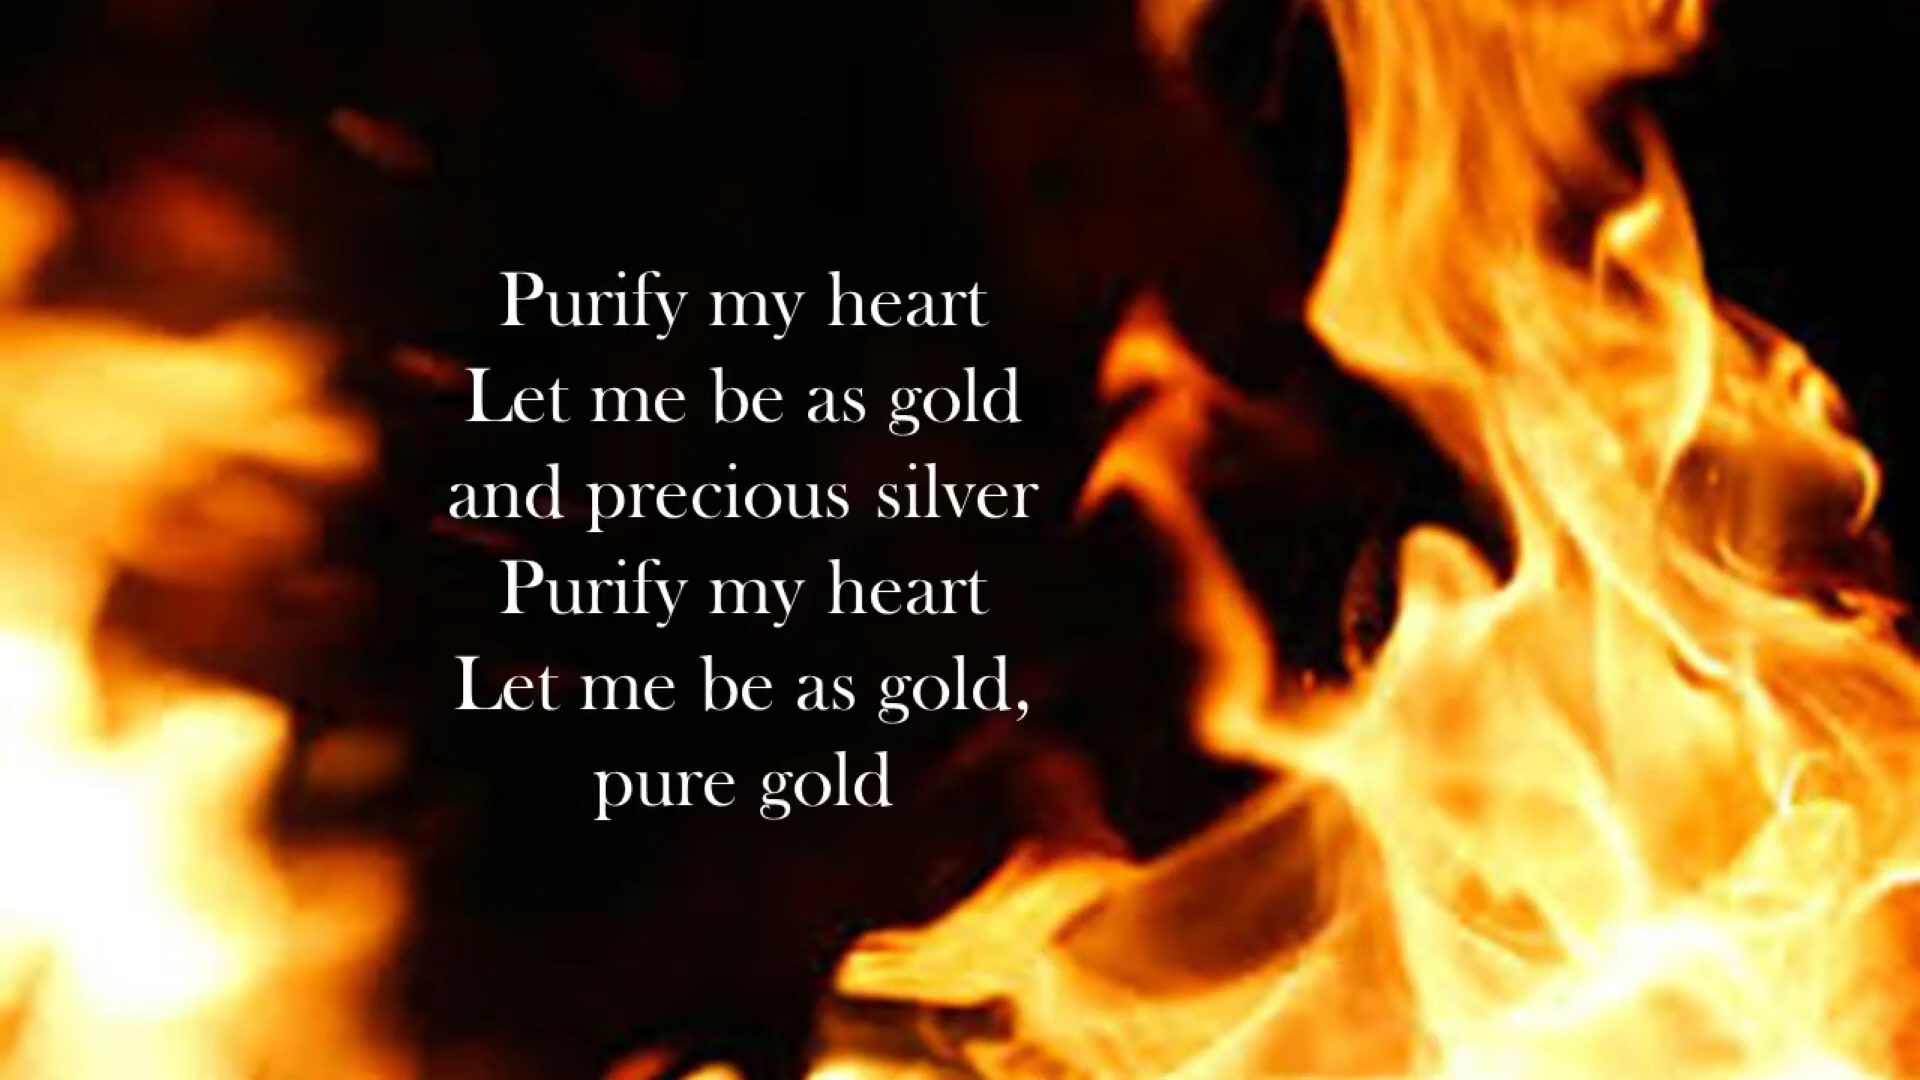 Purify my heart
Let me be as gold
and precious silver
Purify my heart
Let me be as gold,
pure gold